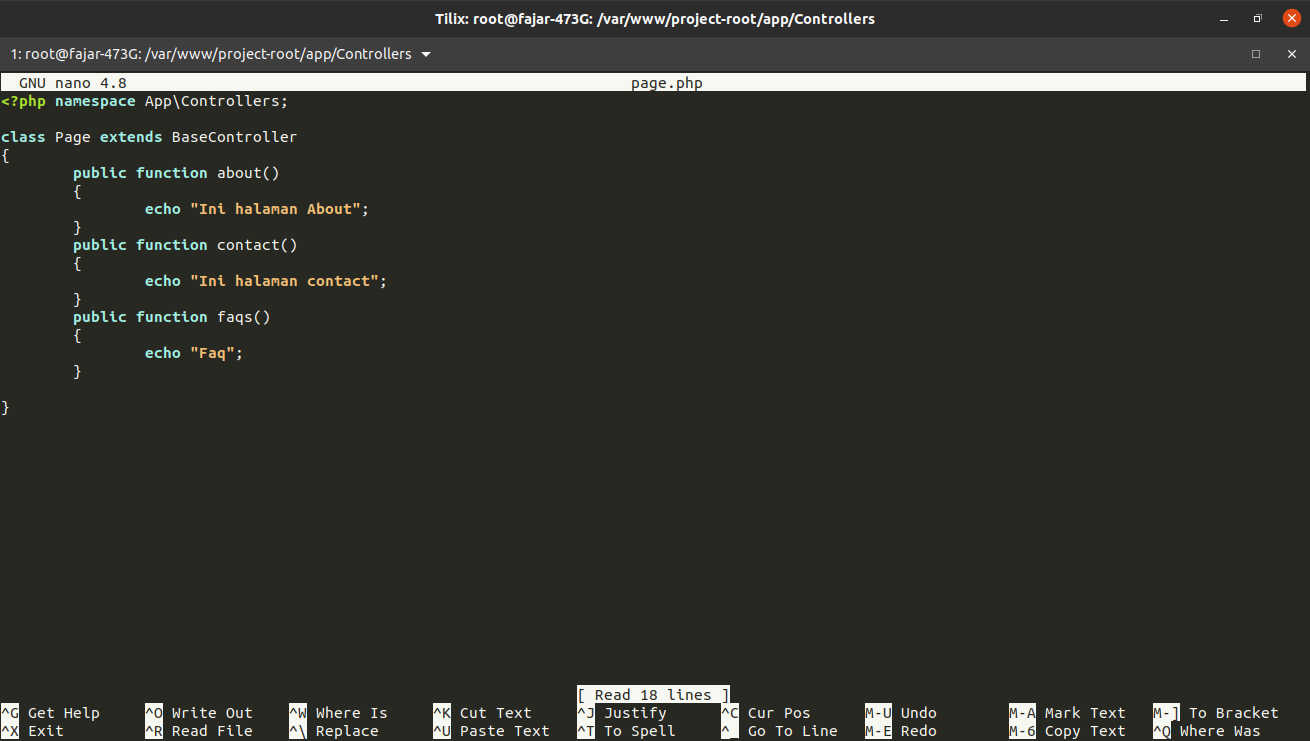 Tilix: root@fajar-473G: /var/www/project-root/app/Controllers
1: root@fajar-473G: /var/www/project-root/app/Controllers
GNU nano 4.8 page.php
<?php namespace App\Controllers;
class Page extends BaseController
{
public function about()
{
echo "Ini halaman About";
}
public function contact()
{
echo "Ini halaman contact";
}
public function faqs()
{
echo "Faq";
}
}
[ Read 18 lines ]
^G Get Help ^O Write Out ^W Where Is ^K Cut Text ^J Justify ^C Cur Pos M-U Undo M-A Mark Text M-] To Bracket
^X Exit ^R Read File ^\ Replace ^U Paste Text ^T To Spell ^_ Go To Line M-E Redo M-6 Copy Text ^Q Where Was